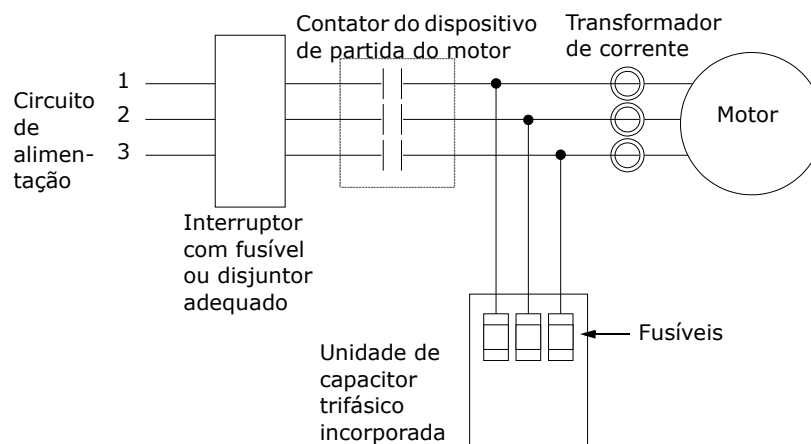 Contator do dispositivo
de partida do motor
Transformador
de corrente
Circuito
de
alimen-
tação
1
2
3
Motor
Interruptor
com fusível
ou disjuntor
adequado
Fusíveis
Unidade de
capacitor
trifásico
incorporada